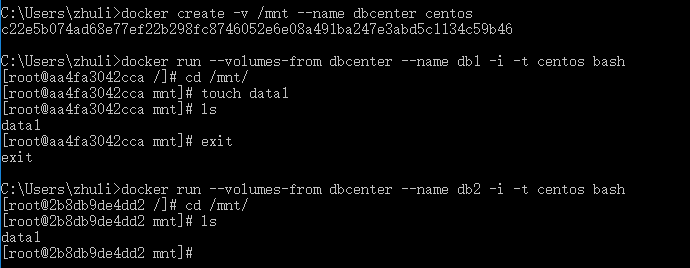 C:\Users\zhuli>docker create -v /mnt --name dbcenter centos
c22e5b074ad68e77ef22b298fc8746052e6e08a491ba247e3abd5c1134c59b46
C:\Users\zhuli>docker run --volumes-from dbcenter --name db1 -i -t centos bash
[root@aa4fa3042cca /]# cd /mnt/
[root@aa4fa3042cca mnt]# touch data1
[root@aa4fa3042cca mnt]# ls
data1
[root@aa4fa3042cca mnt]# exit
exit
C:\Users\zhuli>docker run --volumes-from dbcenter --name db2 -i -t centos bash
[root@2b8db9de4dd2 /]# cd /mnt/
[root@2b8db9de4dd2 mnt]# ls
data1
[root@2b8db9de4dd2 mnt]#